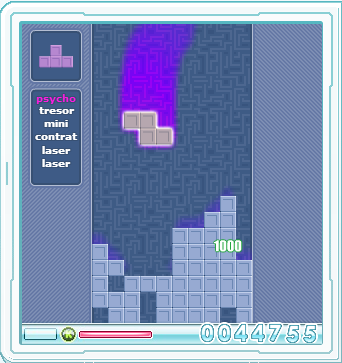 psycho
tresor
mini
contrat
laser
laser
1000
0044755